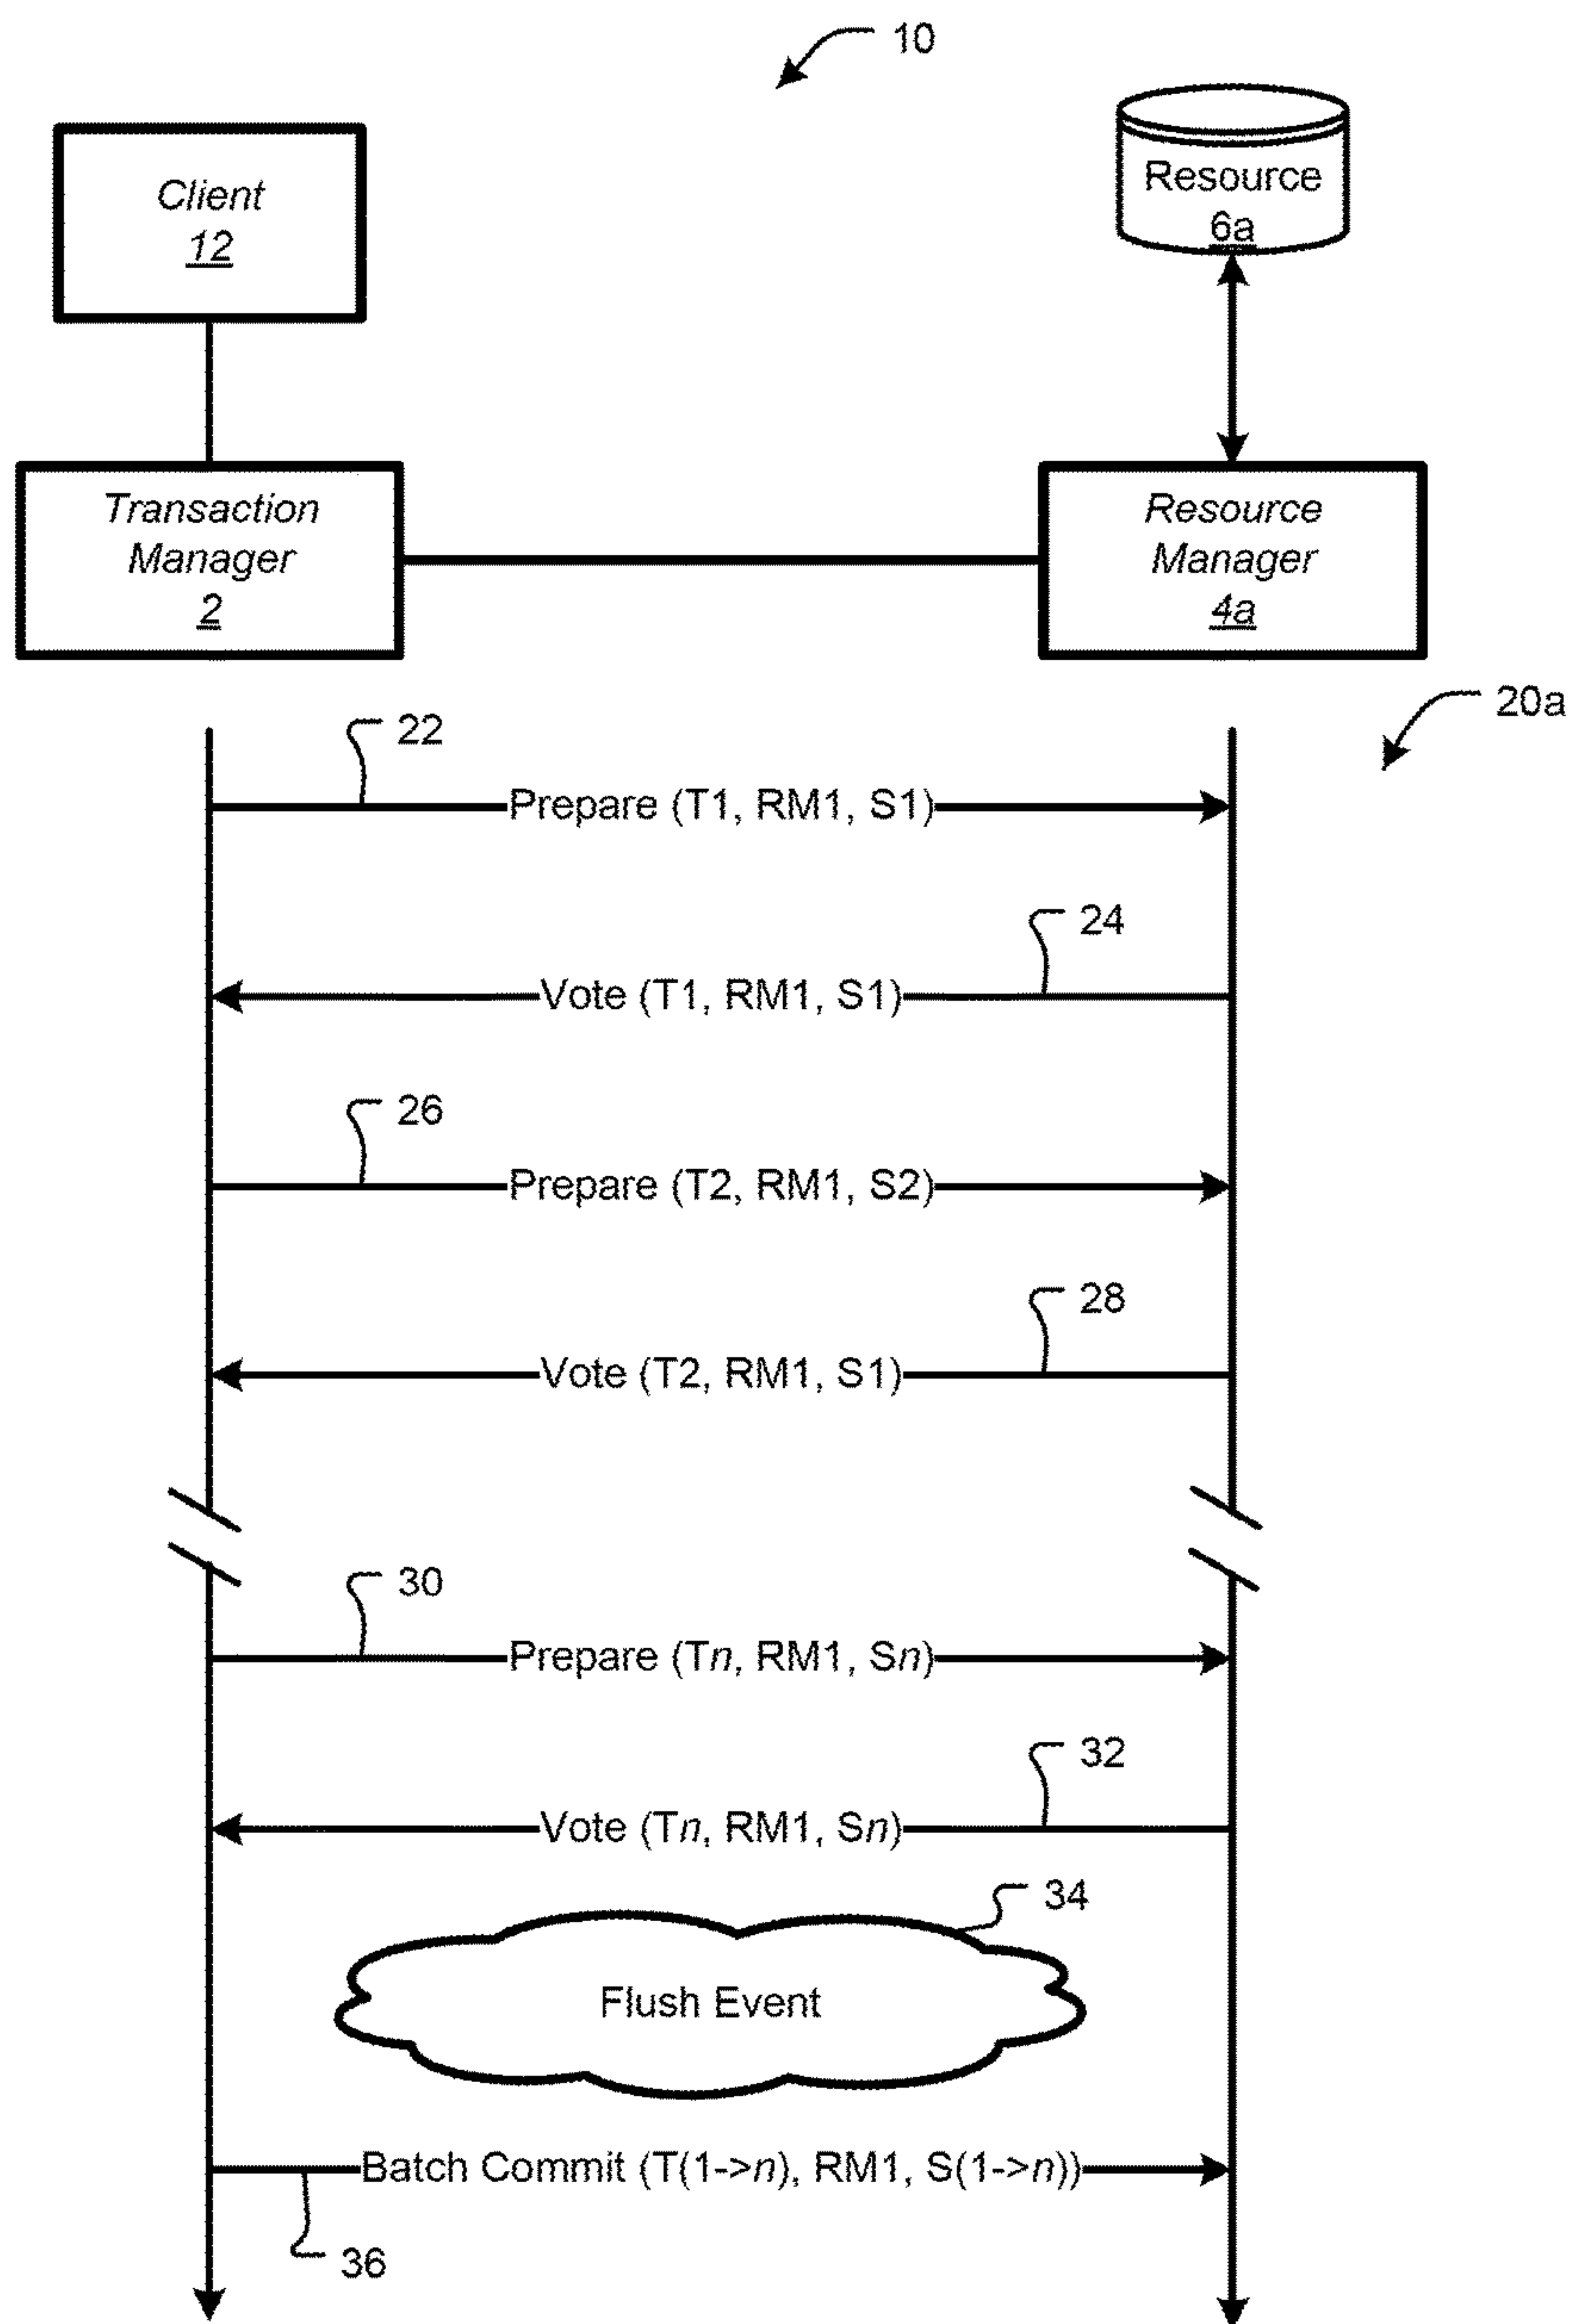 10
Client
12
Resource
6a
Transaction
Manager
2
Resource
Manager
4a
20a
22
Prepare (T1, RM1, S1)
24
Vote (T1, RM1, S1)
26
Prepare (T2, RM1, S2)
28
Vote (T2, RM1, S1)
30
Prepare (Tn, RM1, Sn)
32
Vote (Tn, RM1, Sn)
34
Flush Event
Batch Commit (T(1->n), RM1, S(1->n))
36